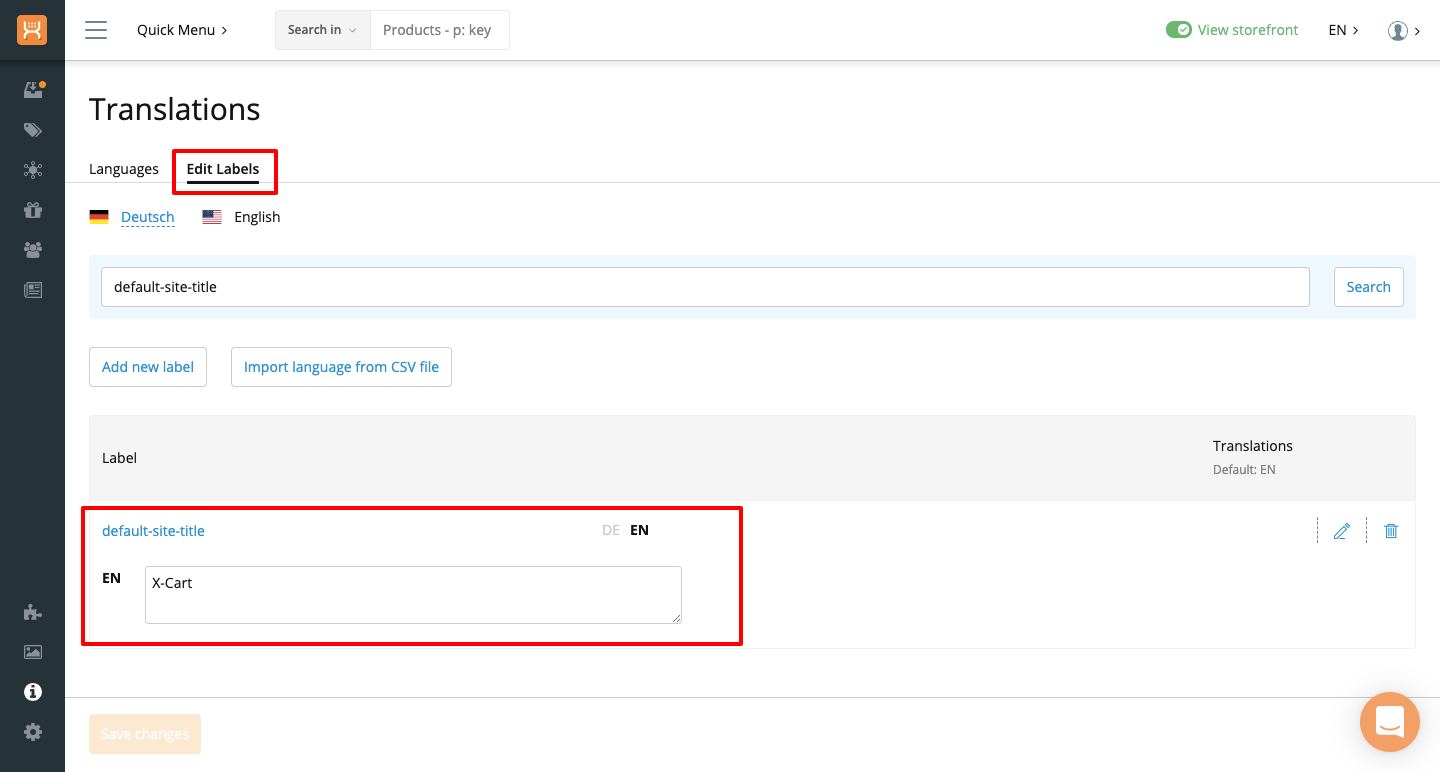 Quick Menu
Search in
Products - p: key
View storefront
EN
Translations
Languages
Edit Labels
Deutsch
English
default-site-title
Search
Add new label
Import language from CSV file
Label
Translations
Default: EN
default-site-title
DE EN
EN
X-Cart
Save changes